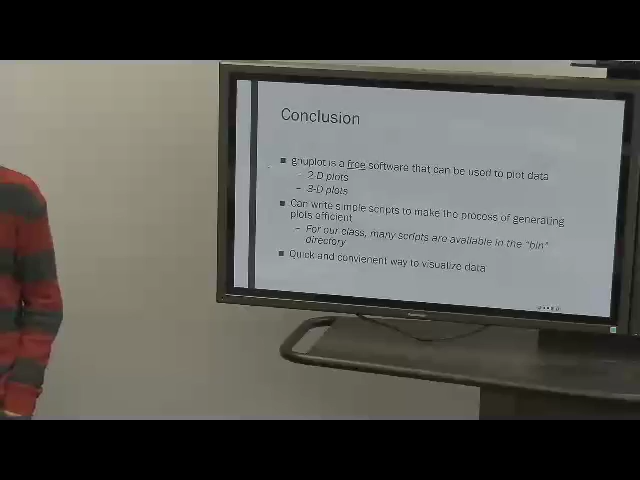 Conclusion
■ gnuplot is a free software that can be used to plot data
– 2-D plots
– 3-D plots
■ Can write simple scripts to make the process of generating
plots efficient
– For our class, many scripts are available in the "bin"
directory
■ Quick and convienent way to visualize data